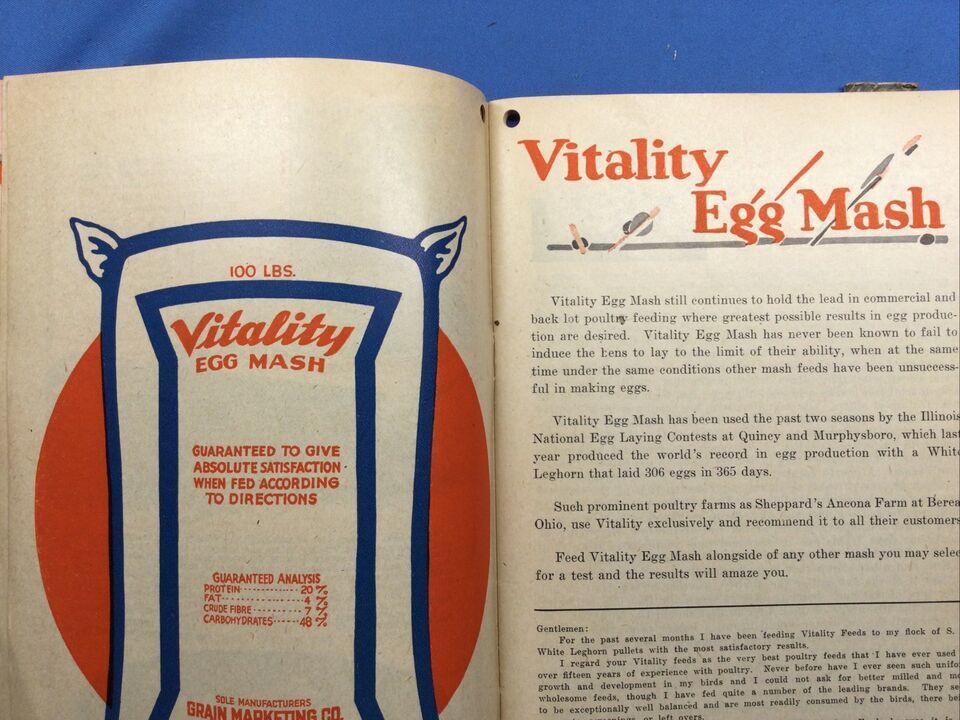 100 LBS.
Vitality
EGG MASH
GUARANTEED TO GIVE
ABSOLUTE SATISFACTION
WHEN FED ACCORDING
TO DIRECTIONS
GUARANTEED ANALYSIS
PROTEIN ------------ 20 %
FAT ------------ 4 %
CRUDE FIBRE -------- 7 %
CARBOHYDRATES ----- 48 %
SOLE MANUFACTURERS
GRAIN MARKETING CO.
Vitality
Egg Mash
Vitality Egg Mash still continues to hold the lead in commercial and
back lot poultry feeding where greatest possible results in egg produc-
tion are desired. Vitality Egg Mash has never been known to fail to
induce the hens to lay to the limit of their ability, when at the same
time under the same conditions other mash feeds have been unsuccess-
ful in making eggs.
Vitality Egg Mash has been used the past two seasons by the Illinois
National Egg Laying Contests at Quincy and Murphysboro, which last
year produced the world's record in egg production with a White
Leghorn that laid 306 eggs in 365 days.
Such prominent poultry farms as Sheppard's Ancona Farm at Berea
Ohio, use Vitality exclusively and recommend it to all their customers
Feed Vitality Egg Mash alongside of any other mash you may selec
for a test and the results will amaze you.
Gentlemen:
For the past several months I have been feeding Vitality Feeds to my flock of S.
White Leghorn pullets with the most satisfactory results.
I regard your Vitality feeds as the very best poultry feeds that I have ever used
over fifteen years of experience with poultry. Never before have I ever seen such unifo
growth and development in my birds and I could not ask for better milled and mo
wholesome feeds, though I have fed quite a number of the leading brands. They se
to be exceptionally well balanced and are most readily consumed by the birds, there bei
or left overs.